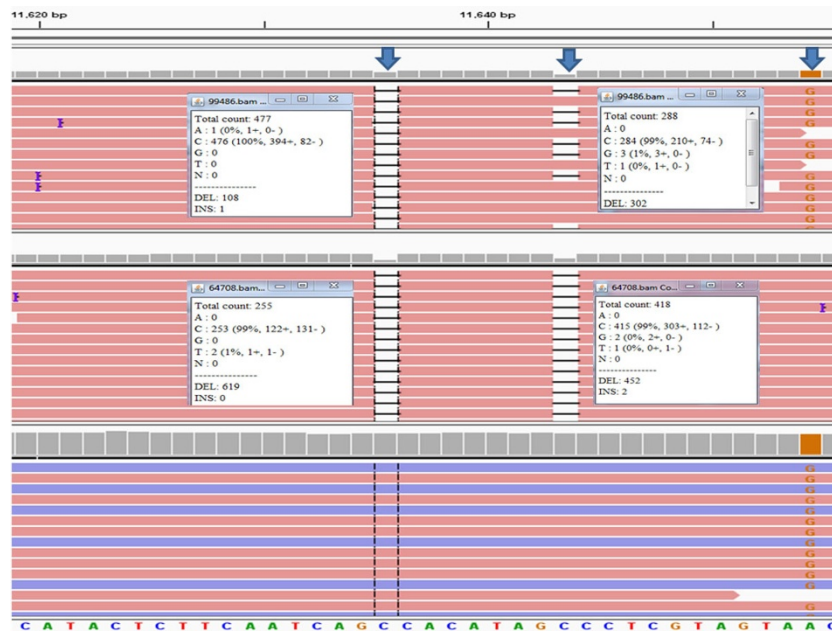 11,620 bp 11,640 bp
99486.bam ...
Total count: 477
A : 1 (0%, 1+, 0- )
C : 476 (100%, 394+, 82- )
G : 0
T : 0
N : 0
---------------
DEL: 108
INS: 1
99486.bam ...
Total count: 288
A : 0
C : 284 (99%, 210+, 74- )
G : 3 (1%, 3+, 0- )
T : 1 (0%, 1+, 0- )
N : 0
---------------
DEL: 302
G
G
G
G
G
G
G
G
G
G
G
64708.bam...
Total count: 255
A : 0
C : 253 (99%, 122+, 131- )
G : 0
T : 2 (1%, 1+, 1- )
N : 0
---------------
DEL: 619
INS: 0
64708.bam Co...
Total count: 418
A : 0
C : 415 (99%, 303+, 112- )
G : 2 (0%, 2+, 0- )
T : 1 (0%, 0+, 1- )
N : 0
---------------
DEL: 452
INS: 2
G
G
G
G
G
G
G
G
G
G
G
G
G
C A T A C T C T T C A A T C A G C C A C A T A G C C C T C G T A G T A A C